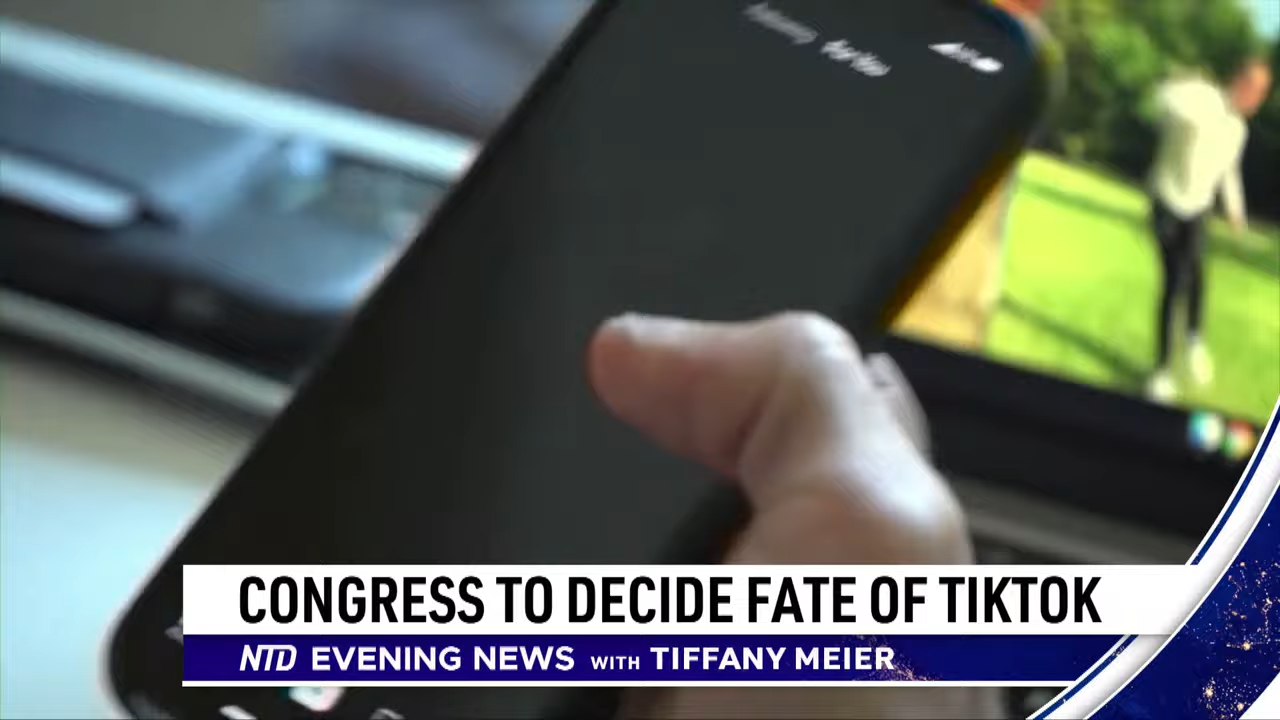 CONGRESS TO DECIDE FATE OF TIKTOK
NTD EVENING NEWS WITH TIFFANY MEIER